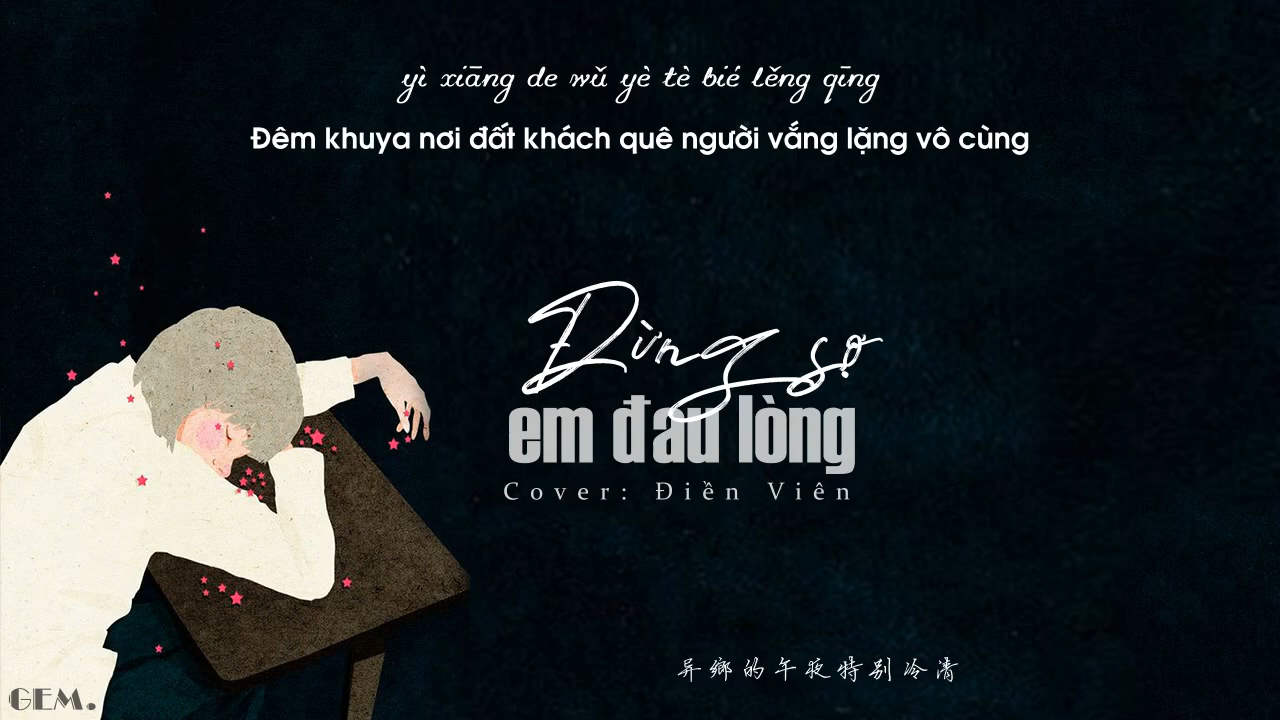 yì xiāng de wǔ yè tè bié lěng qīng
Đêm khuya nơi đất khách quê người vắng lặng vô cùng
Đừng sợ
em đau lòng
Cover: Điền Viên
异鄉的午夜特别冷清
GEM.